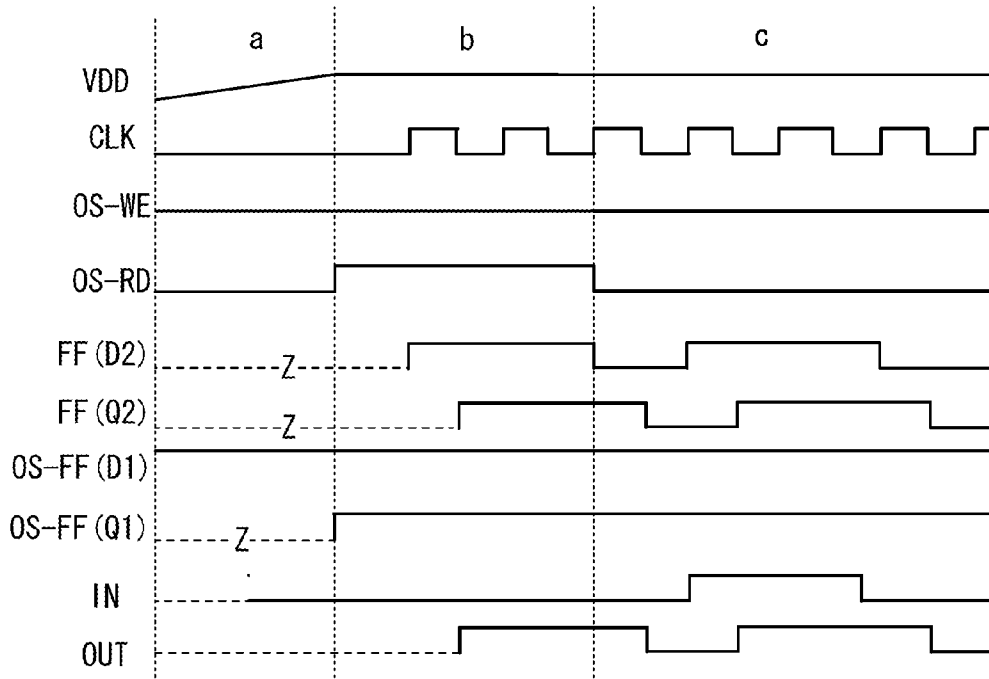 a b c
VDD
CLK
OS-WE
OS-RD
FF(D2)
Z
FF(Q2)
Z
OS-FF(D1)
OS-FF(Q1)
Z
IN
OUT